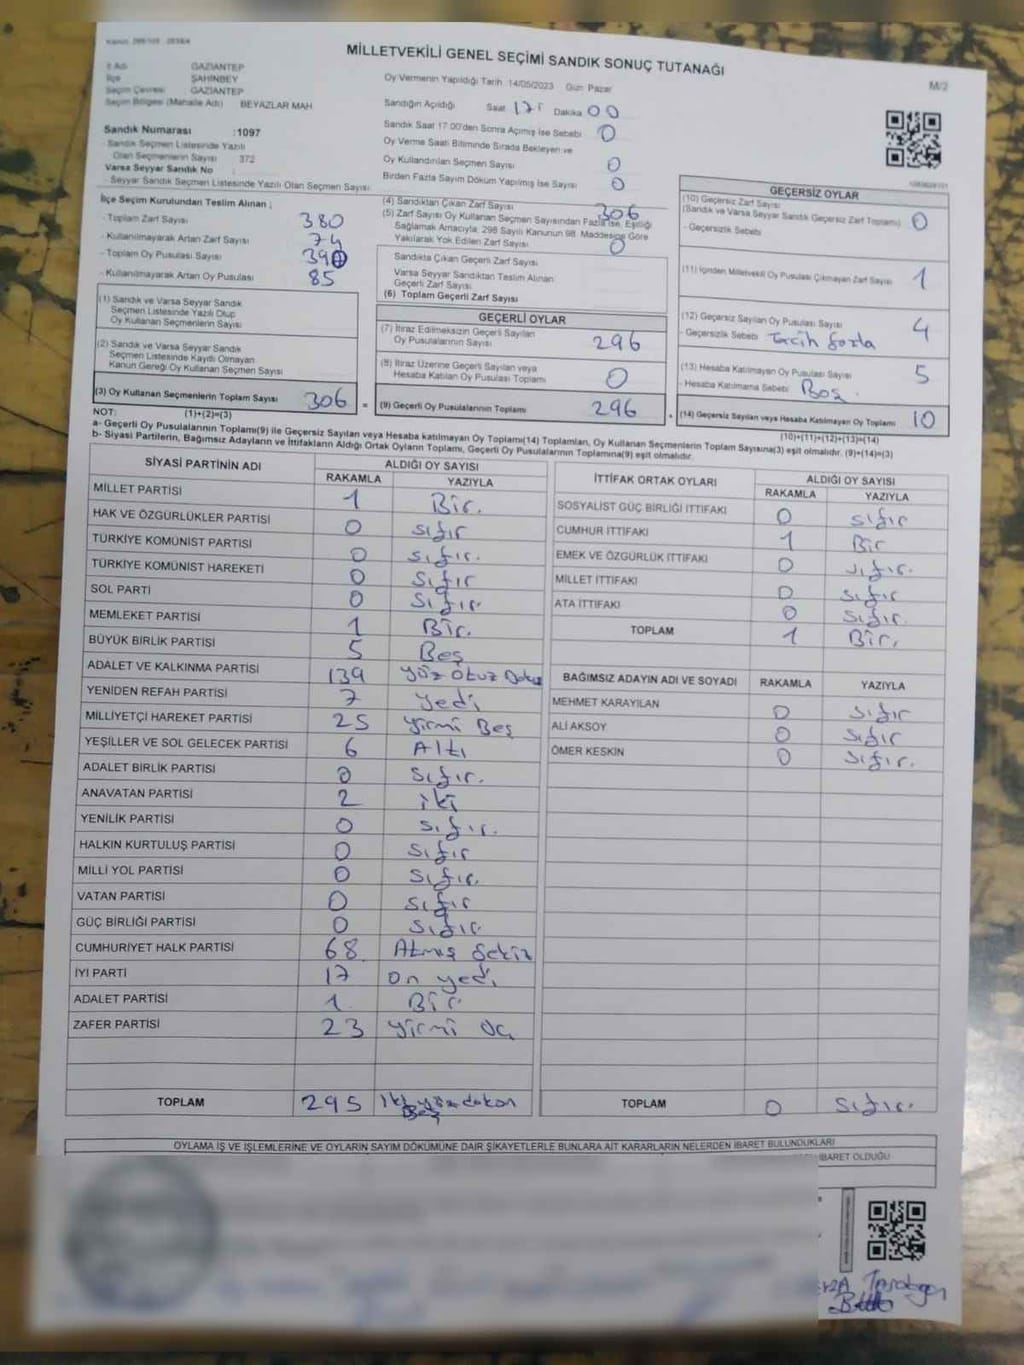 MİLLETVEKİLİ GENEL SEÇİMİ SANDIK SONUÇ TUTANAĞI
M/2
İl Adı GAZİANTEP
İlçe ŞAHİNBEY
Seçim Çevresi : GAZİANTEP
Seçim Bölgesi (Mahalle Adı) BEYAZLAR MAH
Sandık Numarası :1097
- Sandık Seçmen Listesinde Yazılı
Olan Seçmenlerin Sayısı 372
Varsa Seyyar Sandık No
- Seyyar Sandık Seçmen Listesinde Yazılı Olan Seçmen Sayısı
Oy Vermenin Yapıldığı Tarih :14/05/2023 Gün: Pazar
Sandığın Açıldığı Saat 17: Dakika 00
Sandık Saat 17.00'den Sonra Açılmış İse Sebebi 0
Oy Verme Saati Bitiminde Sırada Bekleyen ve
Oy Kullandırılan Seçmen Sayısı 0
Birden Fazla Sayım Döküm Yapılmış İse Sayısı 0
İlçe Seçim Kurulundan Teslim Alınan ;
- Toplam Zarf Sayısı 380
- Kullanılmayarak Artan Zarf Sayısı 74
- Toplam Oy Pusulası Sayısı
- Kullanılmayarak Artan Oy Pusulası 85
(4) Sandıktan Çıkan Zarf Sayısı 306
(5) Zarf Sayısı Oy Kullanan Seçmen Sayısından Fazla İse, Eşitliği
Sağlamak Amacıyla, 298 Sayılı Kanunun 98. Maddesine Göre
Yakılarak Yok Edilen Zarf Sayısı 0
Sandıkta Çıkan Geçerli Zarf Sayısı
Varsa Seyyar Sandıktan Teslim Alınan
Geçerli Zarf Sayısı
(6) Toplam Geçerli Zarf Sayısı
GEÇERSİZ OYLAR
(10) Geçersiz Zarf Sayısı
(Sandık ve Varsa Seyyar Sandık Geçersiz Zarf Toplamı) 0
- Geçersizlik Sebebi
(11) İçinden Milletvekili Oy Pusulası Çıkmayan Zarf Sayısı 1
(12) Geçersiz Sayılan Oy Pusulası Sayısı 4
- Geçersizlik Sebebi Tercih fazla
(13) Hesaba Katılmayan Oy Pusulası Sayısı 5
- Hesaba Katılmama Sebebi Boş.
(14) Geçersiz Sayılan veya Hesaba Katılmayan Oy Toplamı 10
(10)+(11)+(12)+(13)=(14)
(1) Sandık ve Varsa Seyyar Sandık
Seçmen Listesinde Yazılı Olup
Oy Kullanan Seçmenlerin Sayısı
(2) Sandık ve Varsa Seyyar Sandık
Seçmen Listesinde Kayıtlı Olmayan
Kanun Gereği Oy Kullanan Seçmen Sayısı
(3) Oy Kullanan Seçmenlerin Toplam Sayısı 306 =
GEÇERLİ OYLAR
(7) İtiraz Edilmeksizin Geçerli Sayılan
Oy Pusulalarının Sayısı 296
(8) İtiraz Üzerine Geçerli Sayılan veya
Hesaba Katılan Oy Pusulası Toplamı 0
(9) Geçerli Oy Pusulalarının Toplamı 296 +
NOT: (1)+(2)=(3)
a- Geçerli Oy Pusulalarının Toplamı(9) ile Geçersiz Sayılan veya Hesaba katılmayan Oy Toplamı(14) Toplamları, Oy Kullanan Seçmenlerin Toplam Sayısına(3) eşit olmalıdır. (9)+(14)=(3)
b- Siyasi Partilerin, Bağımsız Adayların ve İttifakların Aldığı Ortak Oyların Toplamı, Geçerli Oy Pusulalarının Toplamına(9) eşit olmalıdır.
SİYASİ PARTİNİN ADI ALDIĞI OY SAYISI
RAKAMLA YAZIYLA
MİLLET PARTİSİ 1 Bir.
HAK VE ÖZGÜRLÜKLER PARTİSİ 0 sıfır
TÜRKİYE KOMÜNİST PARTİSİ 0 sıfır.
TÜRKİYE KOMÜNİST HAREKETİ 0 sıfır
SOL PARTİ 0 sıfır
MEMLEKET PARTİSİ 1 Bir.
BÜYÜK BİRLİK PARTİSİ 5 Beş
ADALET VE KALKINMA PARTİSİ 139 yüz otuz Dokuz
YENİDEN REFAH PARTİSİ 7 yedi
MİLLİYETÇİ HAREKET PARTİSİ 25 yirmi Beş
YEŞİLLER VE SOL GELECEK PARTİSİ 6 Altı
ADALET BİRLİK PARTİSİ 0 sıfır.
ANAVATAN PARTİSİ 2 iki
YENİLİK PARTİSİ 0 sıfır.
HALKIN KURTULUŞ PARTİSİ 0 sıfır
MİLLİ YOL PARTİSİ 0 sıfır.
VATAN PARTİSİ 0 sıfır
GÜÇ BİRLİĞİ PARTİSİ 0 sıfır
CUMHURİYET HALK PARTİSİ 68 Atmış Sekiz
İYİ PARTİ 17 on yedi
ADALET PARTİSİ 1 Bir
ZAFER PARTİSİ 23 yirmi üç
TOPLAM 295 iki yüz doksan
Beş
İTTİFAK ORTAK OYLARI ALDIĞI OY SAYISI
RAKAMLA YAZIYLA
SOSYALİST GÜÇ BİRLİĞİ İTTİFAKI 0 sıfır
CUMHUR İTTİFAKI 1 Bir
EMEK VE ÖZGÜRLÜK İTTİFAKI 0 sıfır.
MİLLET İTTİFAKI 0 sıfır
ATA İTTİFAKI 0 sıfır.
TOPLAM 1 Bir.
BAĞIMSIZ ADAYIN ADI VE SOYADI RAKAMLA YAZIYLA
MEHMET KARAYILAN 0 sıfır
ALİ AKSOY 0 sıfır
ÖMER KESKİN 0 sıfır.
TOPLAM 0 sıfır.
OYLAMA İŞ VE İŞLEMLERİNE VE OYLARIN SAYIM DÖKÜMÜNE DAİR ŞİKAYETLERLE BUNLARA AİT KARARLARIN NELERDEN İBARET BULUNDUKLARI
İBARET OLDUĞU